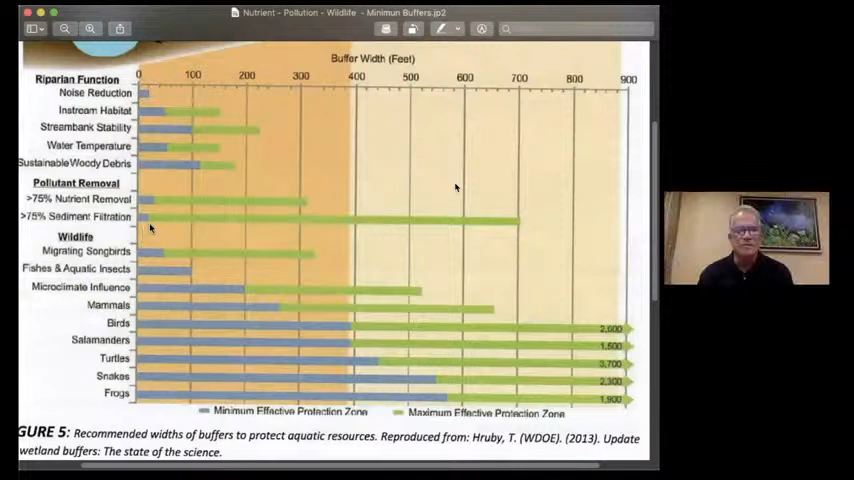 Nutrient - Pollution - Wildlife - Minimun Buffers.jp2
Buffer Width (Feet)
0 100 200 300 400 500 600 700 800 900
Riparian Function
Noise Reduction
Instream Habitat
Streambank Stability
Water Temperature
Sustainable Woody Debris
Pollutant Removal
>75% Nutrient Removal
>75% Sediment Filtration
Wildlife
Migrating Songbirds
Fishes & Aquatic Insects
Microclimate Influence
Mammals
Birds 2,600
Salamanders 1,500
Turtles 3,700
Snakes 2,300
Frogs 1,900
Minimum Effective Protection Zone Maximum Effective Protection Zone
GURE 5: Recommended widths of buffers to protect aquatic resources. Reproduced from: Hruby, T. (WDOE). (2013). Update
wetland buffers: The state of the science.